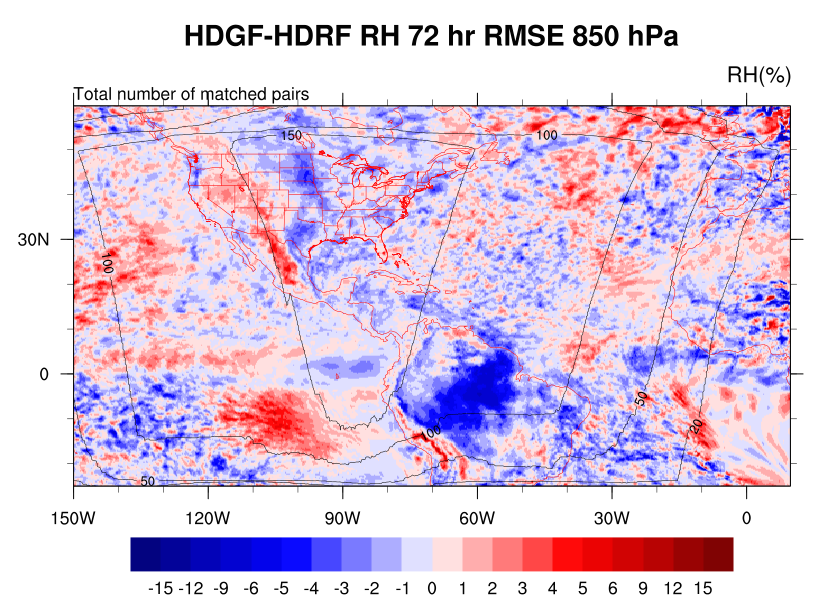 HDGF-HDRF RH 72 hr RMSE 850 hPa
RH(%)
Total number of matched pairs
150
100
30N
100
0
50
20
100
50
150W 120W 90W 60W 30W 0
-15 -12 -9 -6 -5 -4 -3 -2 -1 0 1 2 3 4 5 6 9 12 15